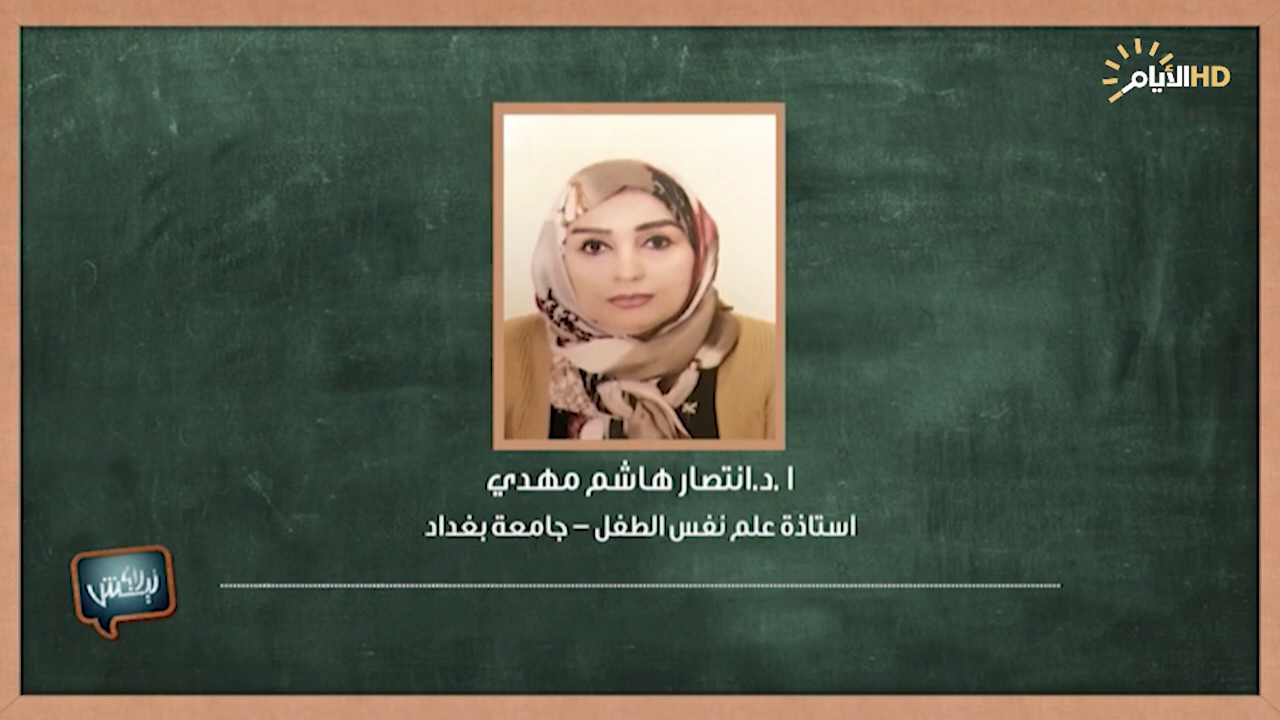 الأيام HD
ا .د.انتصار هاشم مهدي
استاذة علم نفس الطفل – جامعة بغداد